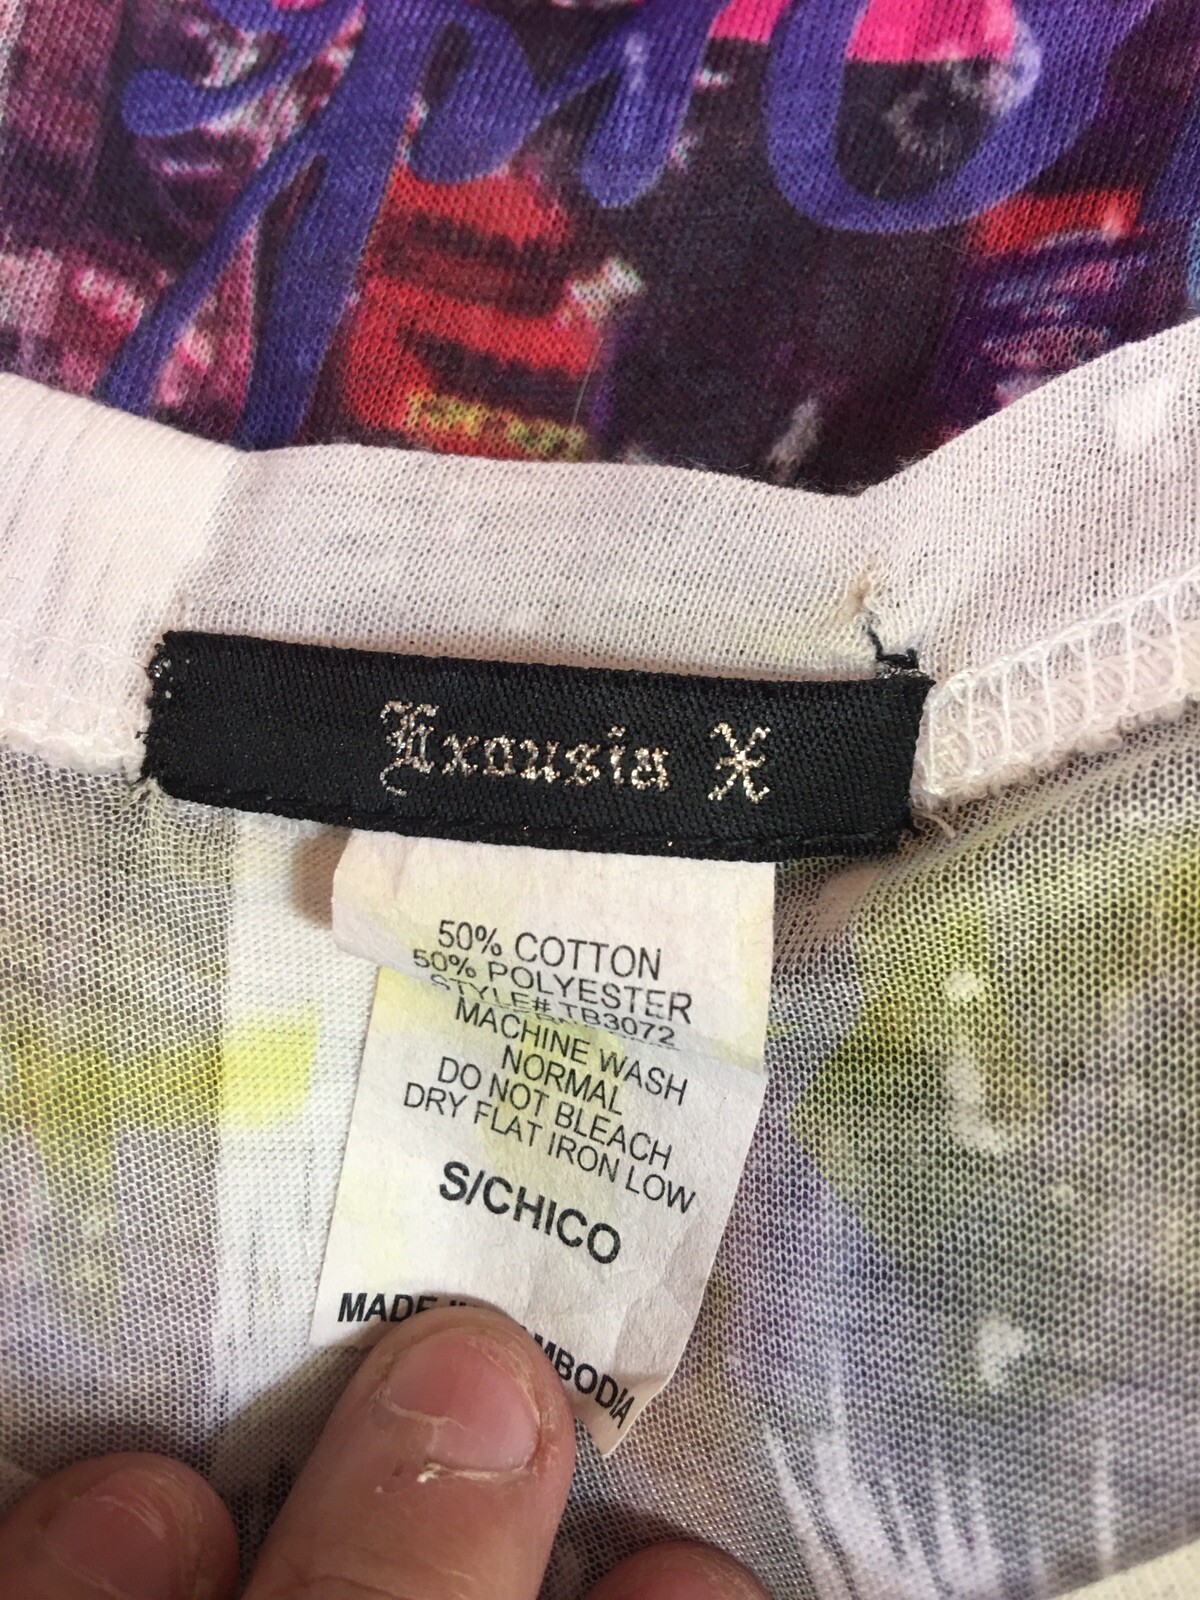 Exousia X
50% COTTON
50% POLYESTER
STYLE# TB3072
MACHINE WASH
NORMAL
DO NOT BLEACH
DRY FLAT IRON LOW
S/CHICO
MADE